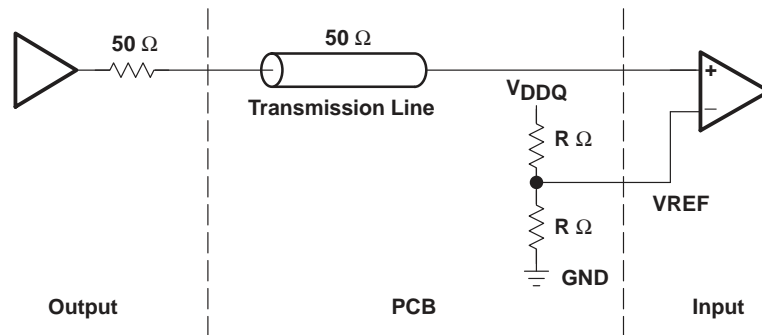 50 Ω
50 Ω
Transmission Line
VDDQ
R Ω
R Ω
VREF
GND
+
–
Output
PCB
Input